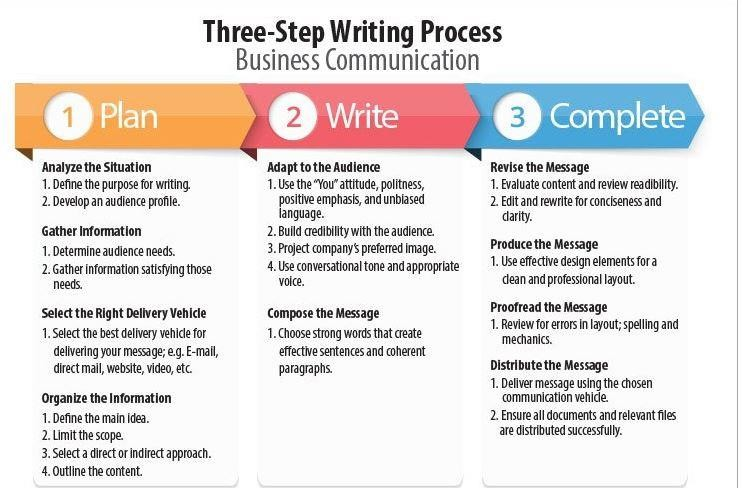 Three-Step Writing Process
Business Communication
1 Plan
Analyze the Situation
1. Define the purpose for writing.
2. Develop an audience profile.
Gather Information
1. Determine audience needs.
2. Gather information satisfying those
needs.
Select the Right Delivery Vehicle
1. Select the best delivery vehicle for
delivering your message; e.g. E-mail,
direct mail, website, video, etc.
Organize the Information
1. Define the main idea.
2. Limit the scope.
3. Select a direct or indirect approach.
4. Outline the content.
2 Write
Adapt to the Audience
1. Use the “You” attitude, politness,
positive emphasis, and unbiased
language.
2. Build credibility with the audience.
3. Project company's preferred image.
4. Use conversational tone and appropriate
voice.
Compose the Message
1. Choose strong words that create
effective sentences and coherent
paragraphs.
3 Complete
Revise the Message
1. Evaluate content and review readibility.
2. Edit and rewrite for conciseness and
clarity.
Produce the Message
1. Use effective design elements for a
clean and professional layout.
Proofread the Message
1. Review for errors in layout; spelling and
mechanics.
Distribute the Message
1. Deliver message using the chosen
communication vehicle.
2. Ensure all documents and relevant files
are distributed successfully.